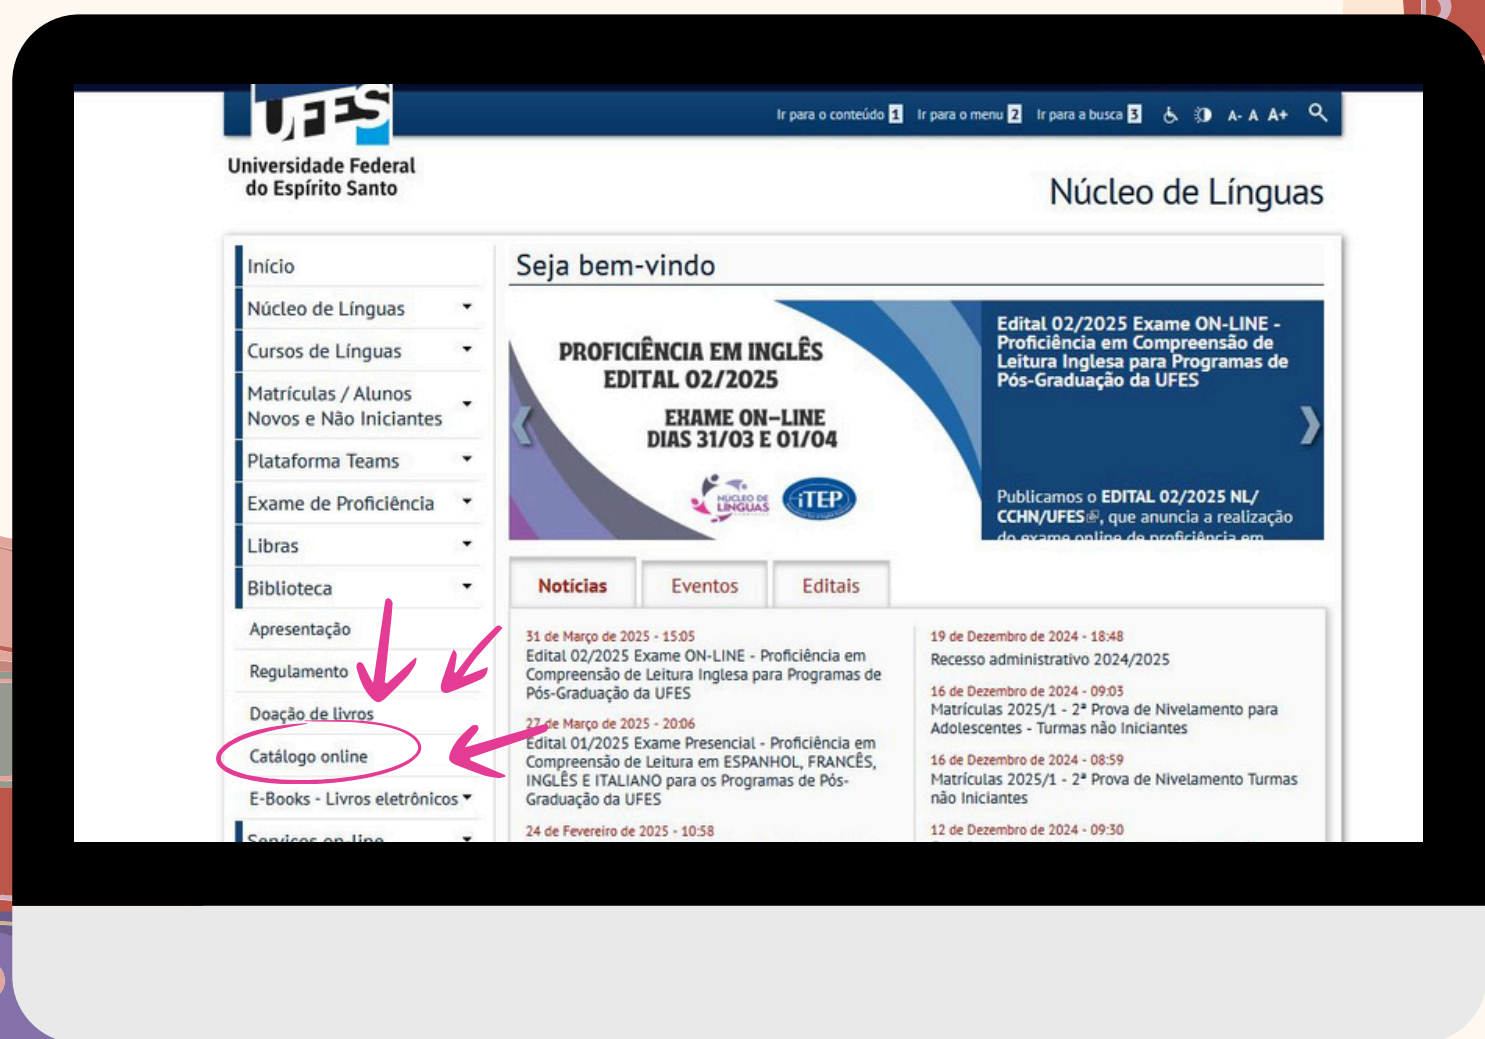 UFES
Ir para o conteúdo 1 Ir para o menu 2 Ir para a busca 3 A- A A+
Universidade Federal
do Espírito Santo
Núcleo de Línguas
Início
Núcleo de Línguas
Cursos de Línguas
Matrículas / Alunos
Novos e Não Iniciantes
Plataforma Teams
Exame de Proficiência
Libras
Biblioteca
Apresentação
Regulamento
Doação de livros
Catálogo online
E-Books - Livros eletrônicos
Serviços on-line
Seja bem-vindo
PROFICIÊNCIA EM INGLÊS
EDITAL 02/2025
EXAME ON-LINE
DIAS 31/03 E 01/04
NÚCLEO DE
LÍNGUAS
iTEP
Edital 02/2025 Exame ON-LINE -
Proficiência em Compreensão de
Leitura Inglesa para Programas de
Pós-Graduação da UFES
Publicamos o EDITAL 02/2025 NL/
CCHN/UFES, que anuncia a realização
do exame online de proficiência em
Notícias
Eventos
Editais
31 de Março de 2025 - 15:05
Edital 02/2025 Exame ON-LINE - Proficiência em
Compreensão de Leitura Inglesa para Programas de
Pós-Graduação da UFES
27 de Março de 2025 - 20:06
Edital 01/2025 Exame Presencial - Proficiência em
Compreensão de Leitura em ESPANHOL, FRANCÊS,
INGLÊS E ITALIANO para os Programas de Pós-
Graduação da UFES
24 de Fevereiro de 2025 - 10:58
19 de Dezembro de 2024 - 18:48
Recesso administrativo 2024/2025
16 de Dezembro de 2024 - 09:03
Matrículas 2025/1 - 2ª Prova de Nivelamento para
Adolescentes - Turmas não Iniciantes
16 de Dezembro de 2024 - 08:59
Matrículas 2025/1 - 2ª Prova de Nivelamento Turmas
não Iniciantes
12 de Dezembro de 2024 - 09:30